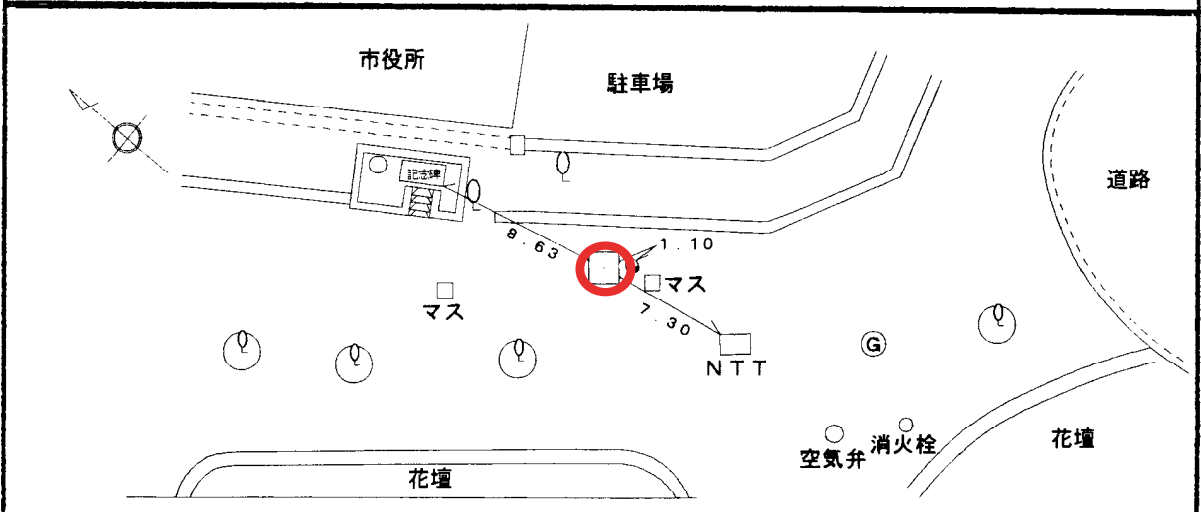 市役所
駐車場
記念碑
道路
8.63
1.10
マス
マス
7.30
NTT
G
空気弁
消火栓
花壇
花壇